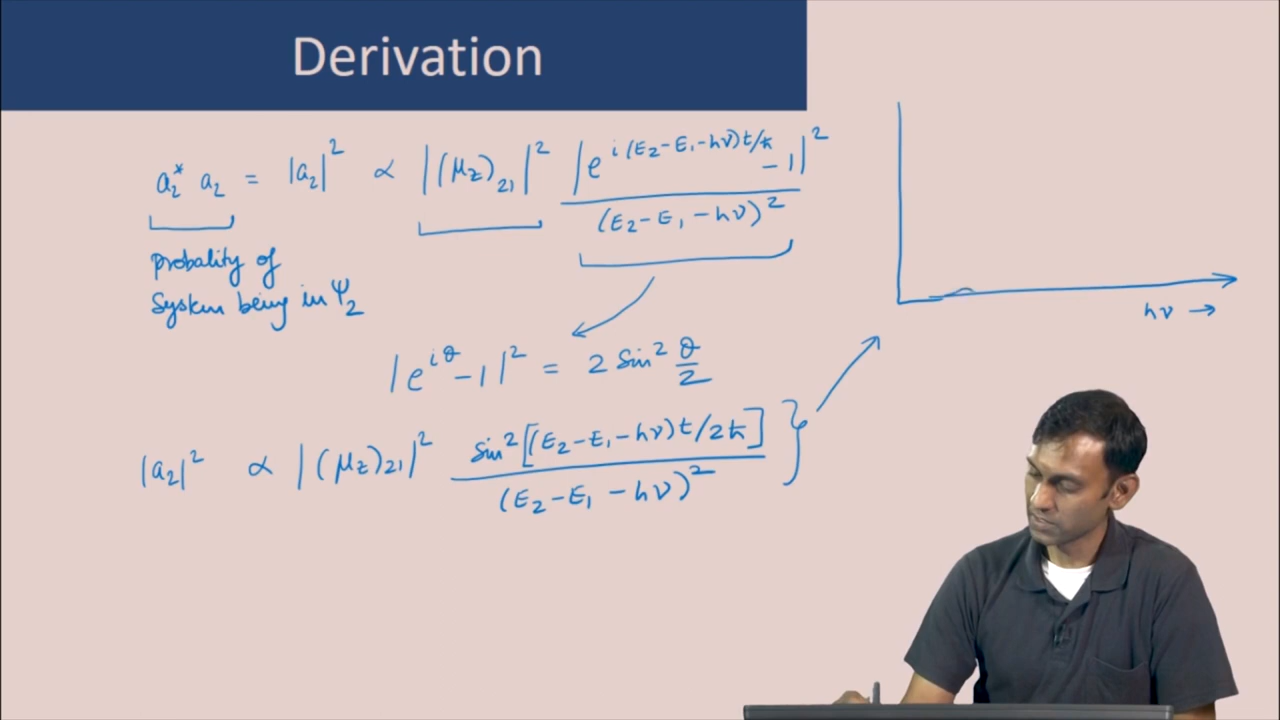 Derivation
a₂* a₂ = |a₂|² ∝ |(μz)₂₁|² |e^{i(E₂-E₁-hν)t/ħ} - 1|² / (E₂-E₁-hν)²
probality of
System being in Ψ₂
hν →
|e^{iθ} - 1|² = 2 Sin² θ/2
|a₂|² ∝ |(μz)₂₁|² sin²[(E₂-E₁-hν)t/2ħ] / (E₂-E₁-hν)²